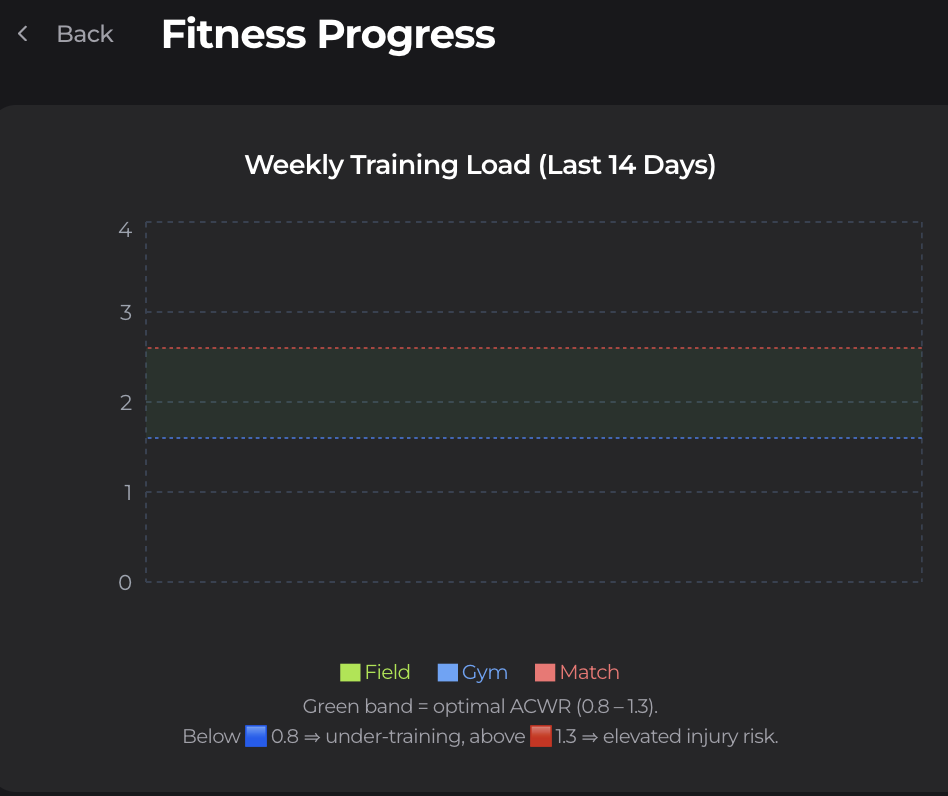 Back
Fitness Progress
Weekly Training Load (Last 14 Days)
4
3
2
1
0
Field Gym Match
Green band = optimal ACWR (0.8 – 1.3).
Below 🟦 0.8 ⇒ under-training, above 🟥 1.3 ⇒ elevated injury risk.